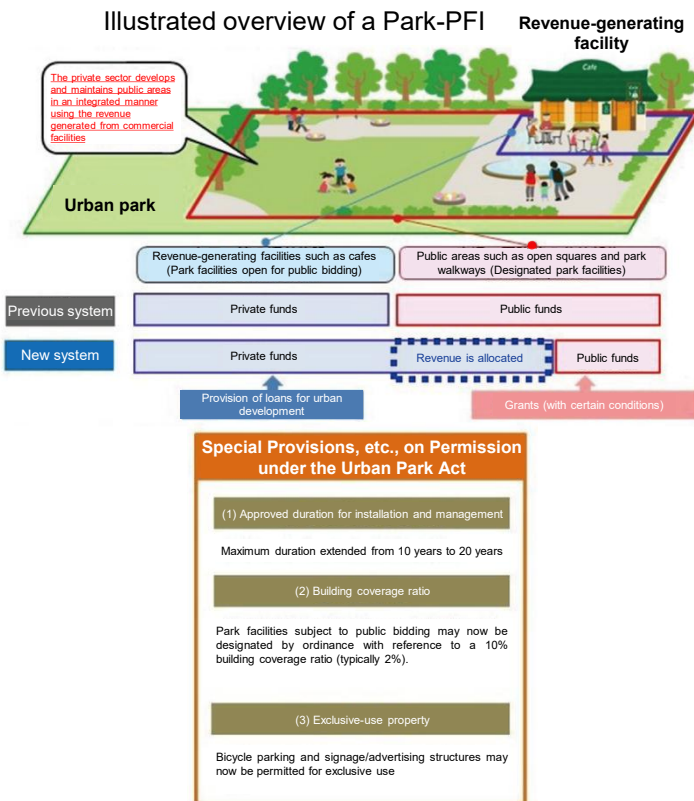 Illustrated overview of a Park-PFI
Revenue-generating
facility
The private sector develops
and maintains public areas
in an integrated manner
using the revenue
generated from commercial
facilities
Cafe
Urban park
Revenue-generating facilities such as cafes
(Park facilities open for public bidding)
Public areas such as open squares and park
walkways (Designated park facilities)
Previous system
Private funds
Public funds
New system
Private funds
Revenue is allocated
Public funds
Provision of loans for urban
development
Grants (with certain conditions)
Special Provisions, etc., on Permission
under the Urban Park Act
(1) Approved duration for installation and management
Maximum duration extended from 10 years to 20 years
(2) Building coverage ratio
Park facilities subject to public bidding may now be
designated by ordinance with reference to a 10%
building coverage ratio (typically 2%).
(3) Exclusive-use property
Bicycle parking and signage/advertising structures may
now be permitted for exclusive use